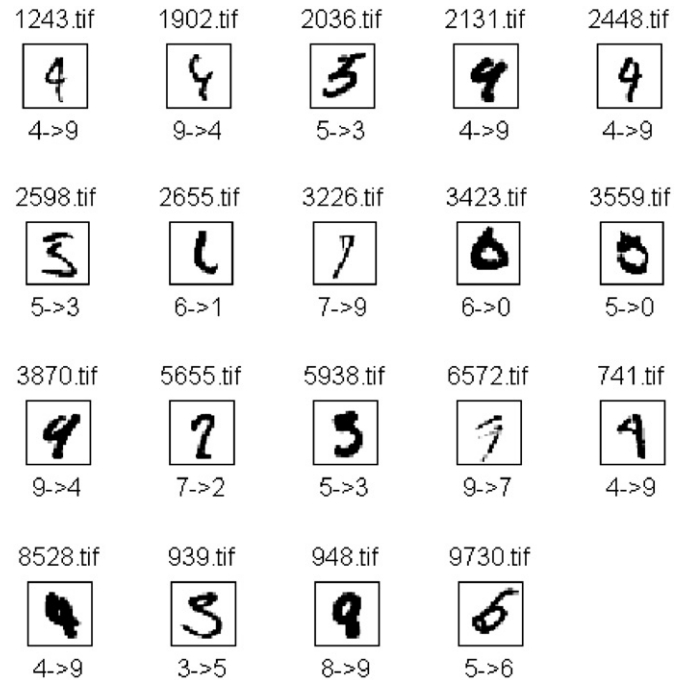 1243.tif 1902.tif 2036.tif 2131.tif 2448.tif
4->9 9->4 5->3 4->9 4->9
2598.tif 2655.tif 3226.tif 3423.tif 3559.tif
5->3 6->1 7->9 6->0 5->0
3870.tif 5655.tif 5938.tif 6572.tif 741.tif
9->4 7->2 5->3 9->7 4->9
8528.tif 939.tif 948.tif 9730.tif
4->9 3->5 8->9 5->6